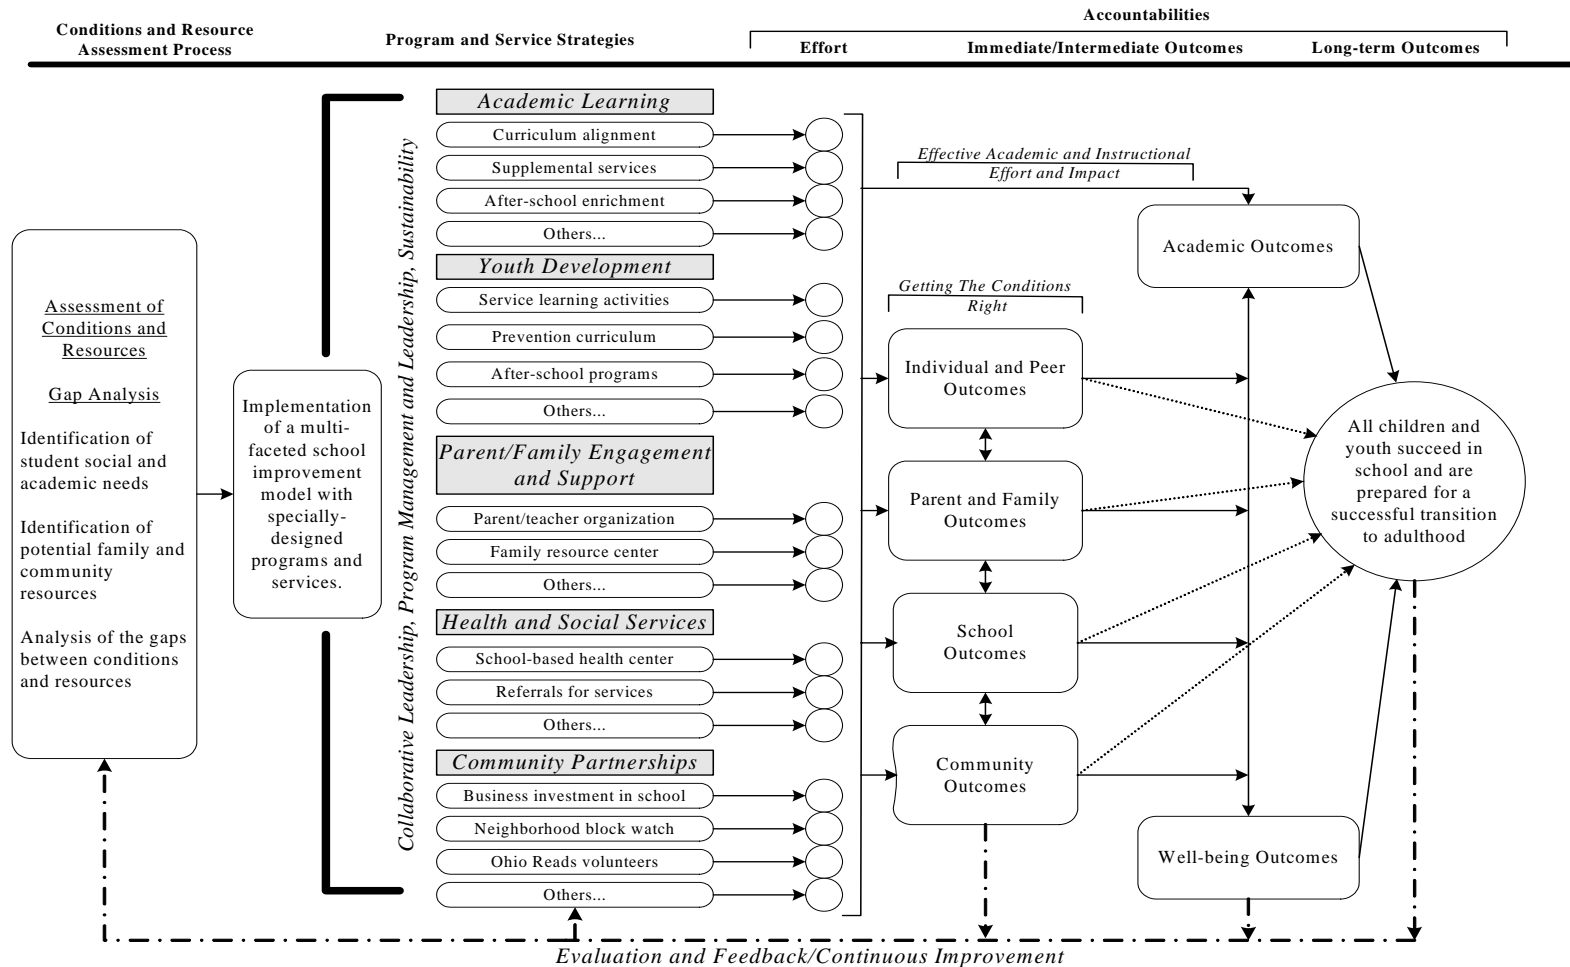 Conditions and Resource
Assessment Process
Program and Service Strategies
Accountabilities
Effort
Immediate/Intermediate Outcomes
Long-term Outcomes
Assessment of
Conditions and
Resources
Gap Analysis
Identification of
student social and
academic needs
Identification of
potential family and
community
resources
Analysis of the gaps
between conditions
and resources
Implementation
of a multi-
faceted school
improvement
model with
specially-
designed
programs and
services.
Collaborative Leadership, Program Management and Leadership, Sustainability
Academic Learning
Curriculum alignment
Supplemental services
After-school enrichment
Others...
Youth Development
Service learning activities
Prevention curriculum
After-school programs
Others...
Parent/Family Engagement
and Support
Parent/teacher organization
Family resource center
Others...
Health and Social Services
School-based health center
Referrals for services
Others...
Community Partnerships
Business investment in school
Neighborhood block watch
Ohio Reads volunteers
Others...
Effective Academic and Instructional
Effort and Impact
Getting The Conditions
Right
Individual and Peer
Outcomes
Parent and Family
Outcomes
School
Outcomes
Community
Outcomes
Academic Outcomes
Well-being Outcomes
All children and
youth succeed in
school and are
prepared for a
successful transition
to adulthood
Evaluation and Feedback/Continuous Improvement